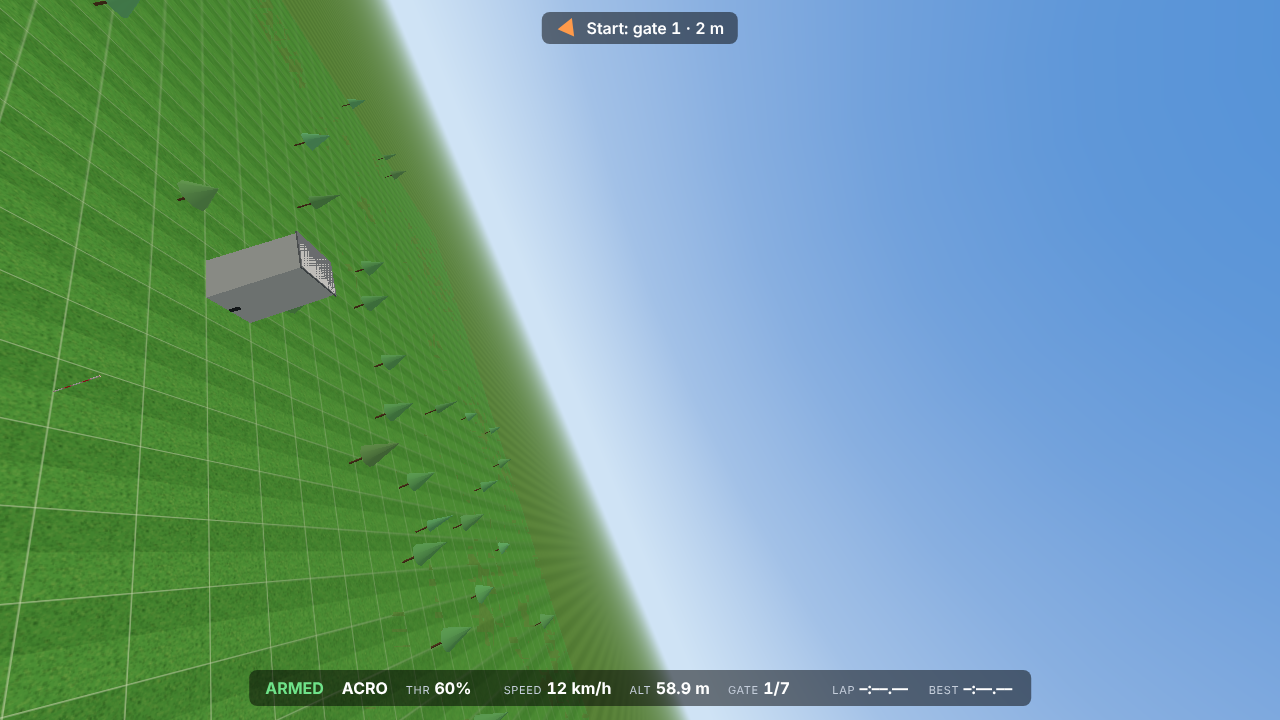 Start: gate 1 · 2 m
ARMED ACRO THR 60% SPEED 12 km/h ALT 58.9 m GATE 1/7 LAP –:––.–– BEST –:––.––